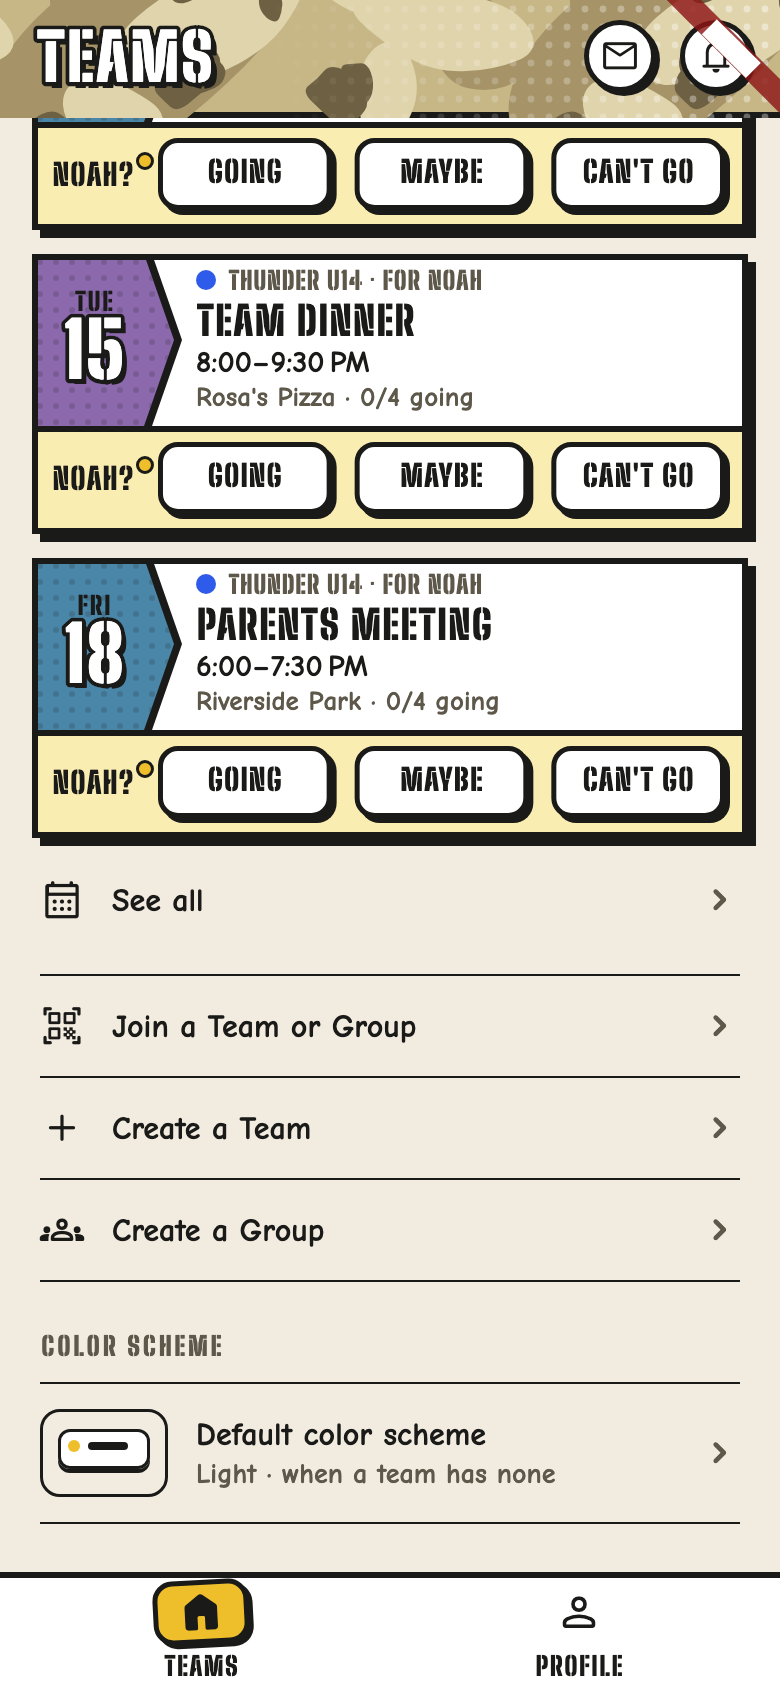 TEAMS
NOAH?
GOING
MAYBE
CAN'T GO
TUE
15
THUNDER U14 · FOR NOAH
TEAM DINNER
8:00–9:30 PM
Rosa's Pizza · 0/4 going
NOAH?
GOING
MAYBE
CAN'T GO
FRI
18
THUNDER U14 · FOR NOAH
PARENTS MEETING
6:00–7:30 PM
Riverside Park · 0/4 going
NOAH?
GOING
MAYBE
CAN'T GO
See all
Join a Team or Group
Create a Team
Create a Group
COLOR SCHEME
Default color scheme
Light · when a team has none
TEAMS
PROFILE